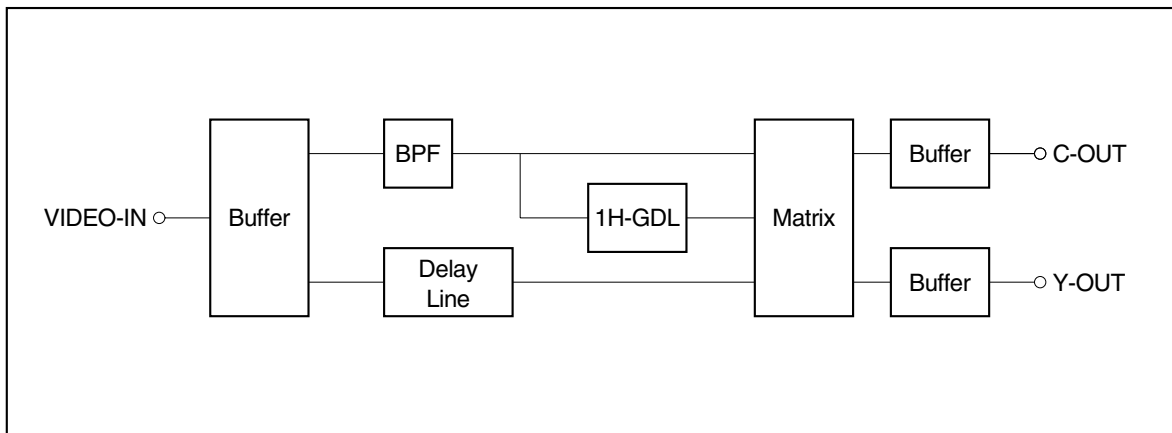 BPF
Buffer
C-OUT
VIDEO-IN
Buffer
1H-GDL
Matrix
Delay
Line
Buffer
Y-OUT